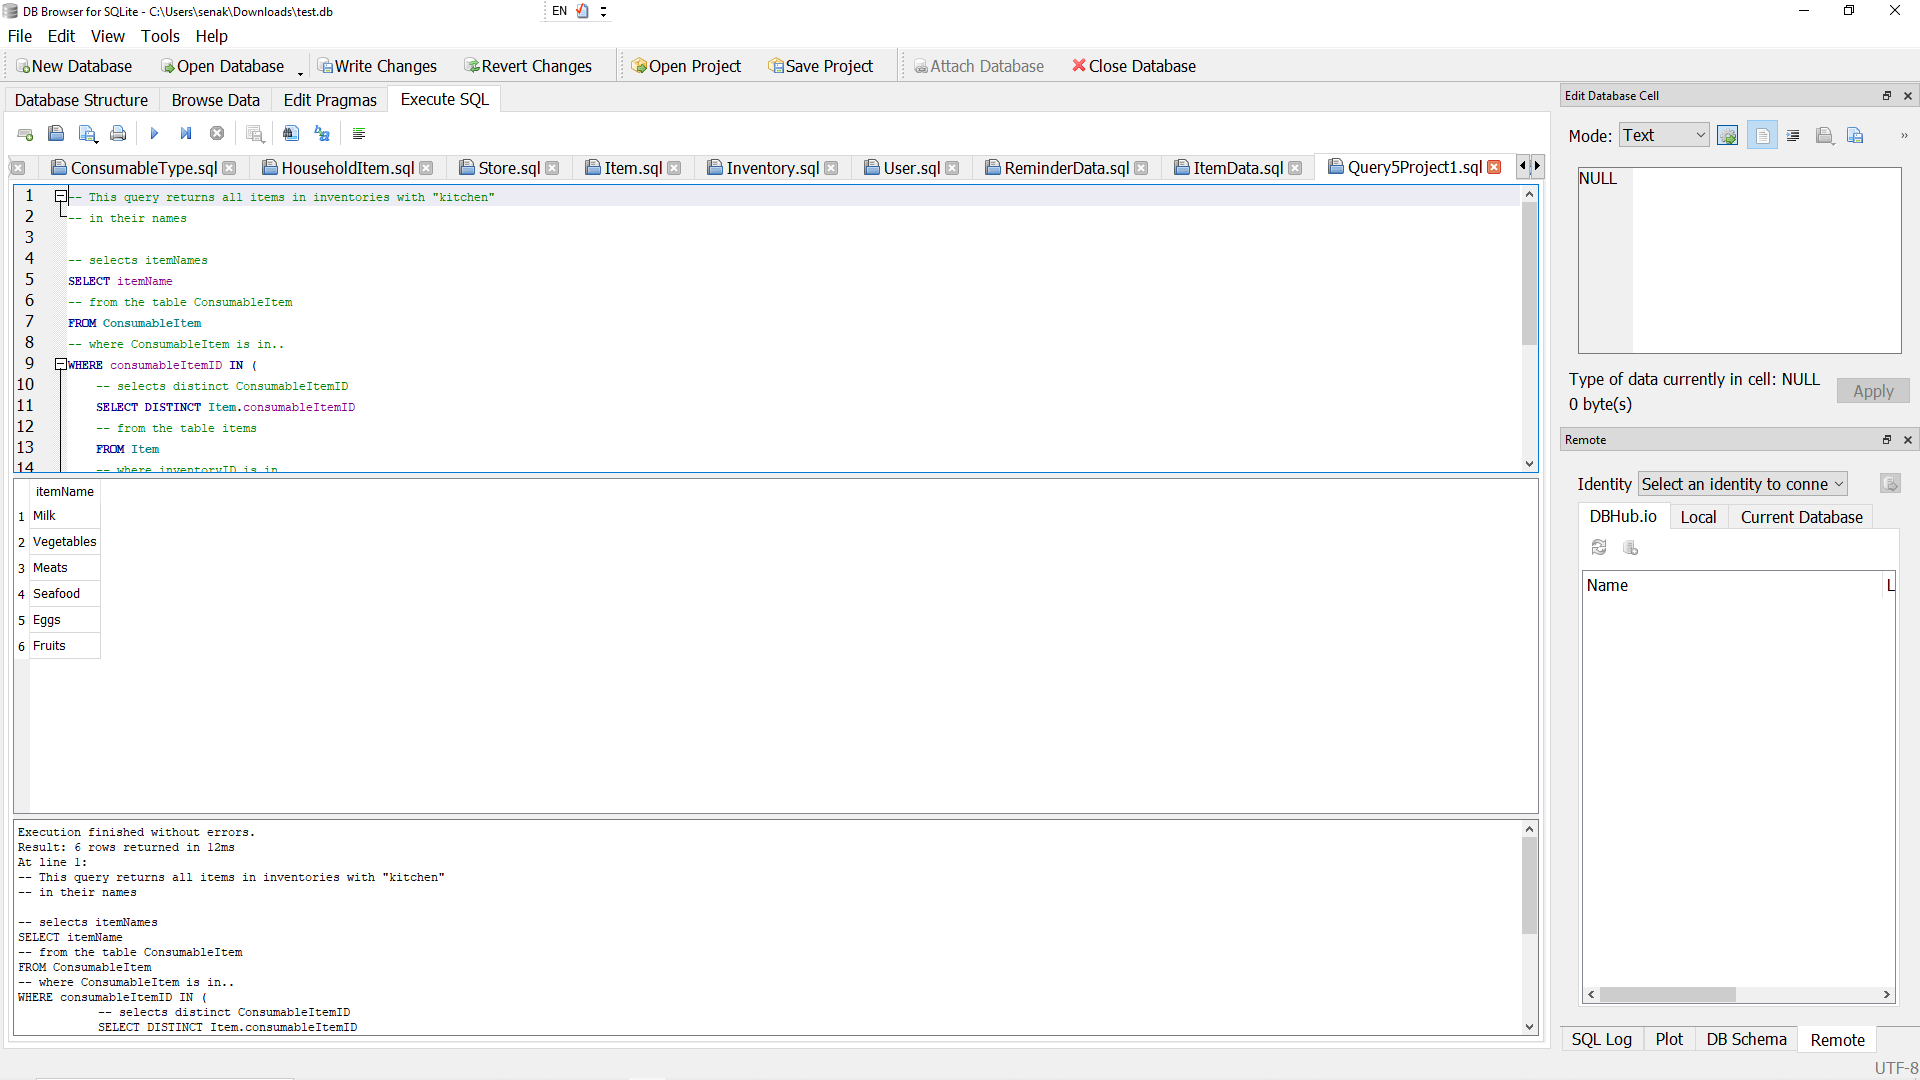 DB Browser for SQLite - C:\Users\senak\Downloads\test.db
EN
File Edit View Tools Help
New Database Open Database Write Changes Revert Changes Open Project Save Project Attach Database Close Database
Database Structure Browse Data Edit Pragmas Execute SQL
ConsumableType.sql HouseholdItem.sql Store.sql Item.sql Inventory.sql User.sql ReminderData.sql ItemData.sql Query5Project1.sql
1 -- This query returns all items in inventories with "kitchen"
2 -- in their names
3
4 -- selects itemNames
5 SELECT itemName
6 -- from the table ConsumableItem
7 FROM ConsumableItem
8 -- where ConsumableItem is in..
9 WHERE consumableItemID IN (
10 -- selects distinct ConsumableItemID
11 SELECT DISTINCT Item.consumableItemID
12 -- from the table items
13 FROM Item
14 -- where inventoryID is in
itemName
1 Milk
2 Vegetables
3 Meats
4 Seafood
5 Eggs
6 Fruits
Execution finished without errors.
Result: 6 rows returned in 12ms
At line 1:
-- This query returns all items in inventories with "kitchen"
-- in their names
-- selects itemNames
SELECT itemName
-- from the table ConsumableItem
FROM ConsumableItem
-- where ConsumableItem is in..
WHERE consumableItemID IN (
-- selects distinct ConsumableItemID
SELECT DISTINCT Item.consumableItemID
Edit Database Cell
Mode: Text
NULL
Type of data currently in cell: NULL
0 byte(s)
Apply
Remote
Identity Select an identity to conne
DBHub.io Local Current Database
Name L
SQL Log Plot DB Schema Remote
UTF-8